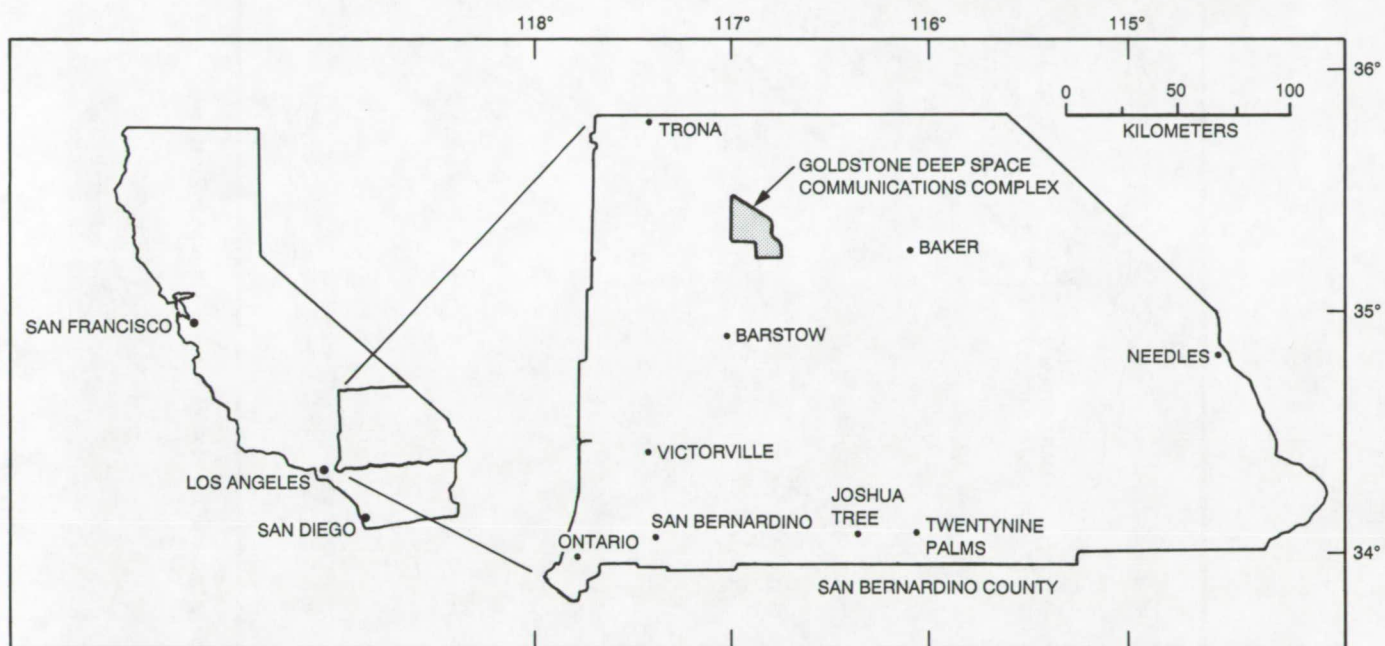 118° 117° 116° 115°
36°
0 50 100
KILOMETERS
TRONA
GOLDSTONE DEEP SPACE
COMMUNICATIONS COMPLEX
BAKER
35°
SAN FRANCISCO
BARSTOW
NEEDLES
VICTORVILLE
LOS ANGELES
JOSHUA
TREE
SAN DIEGO
SAN BERNARDINO
TWENTYNINE
PALMS
ONTARIO
34°
SAN BERNARDINO COUNTY